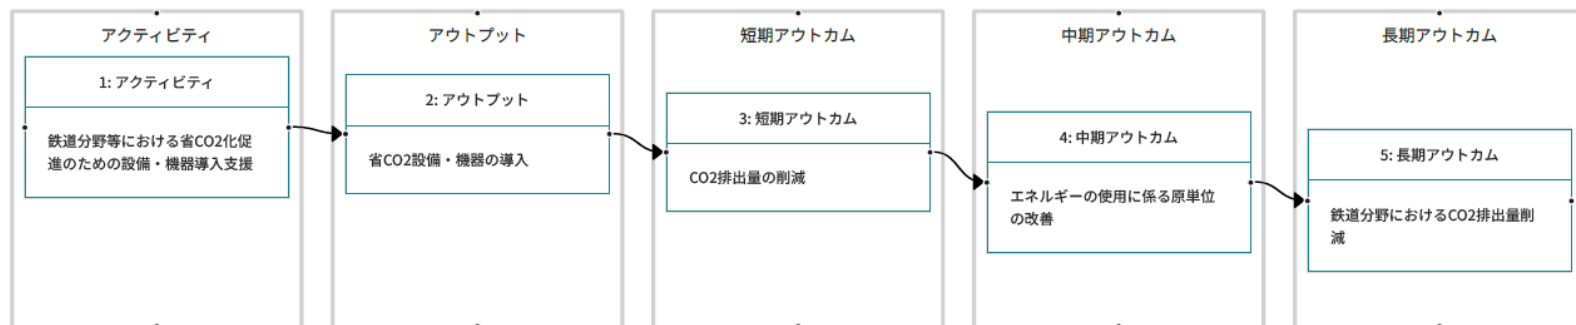 アクティビティ
アウトプット
短期アウトカム
中期アウトカム
長期アウトカム
1: アクティビティ
鉄道分野等における省CO2化促
進のための設備・機器導入支援
2: アウトプット
省CO2設備・機器の導入
3: 短期アウトカム
CO2排出量の削減
4: 中期アウトカム
エネルギーの使用に係る原単位
の改善
5: 長期アウトカム
鉄道分野におけるCO2排出量削
減